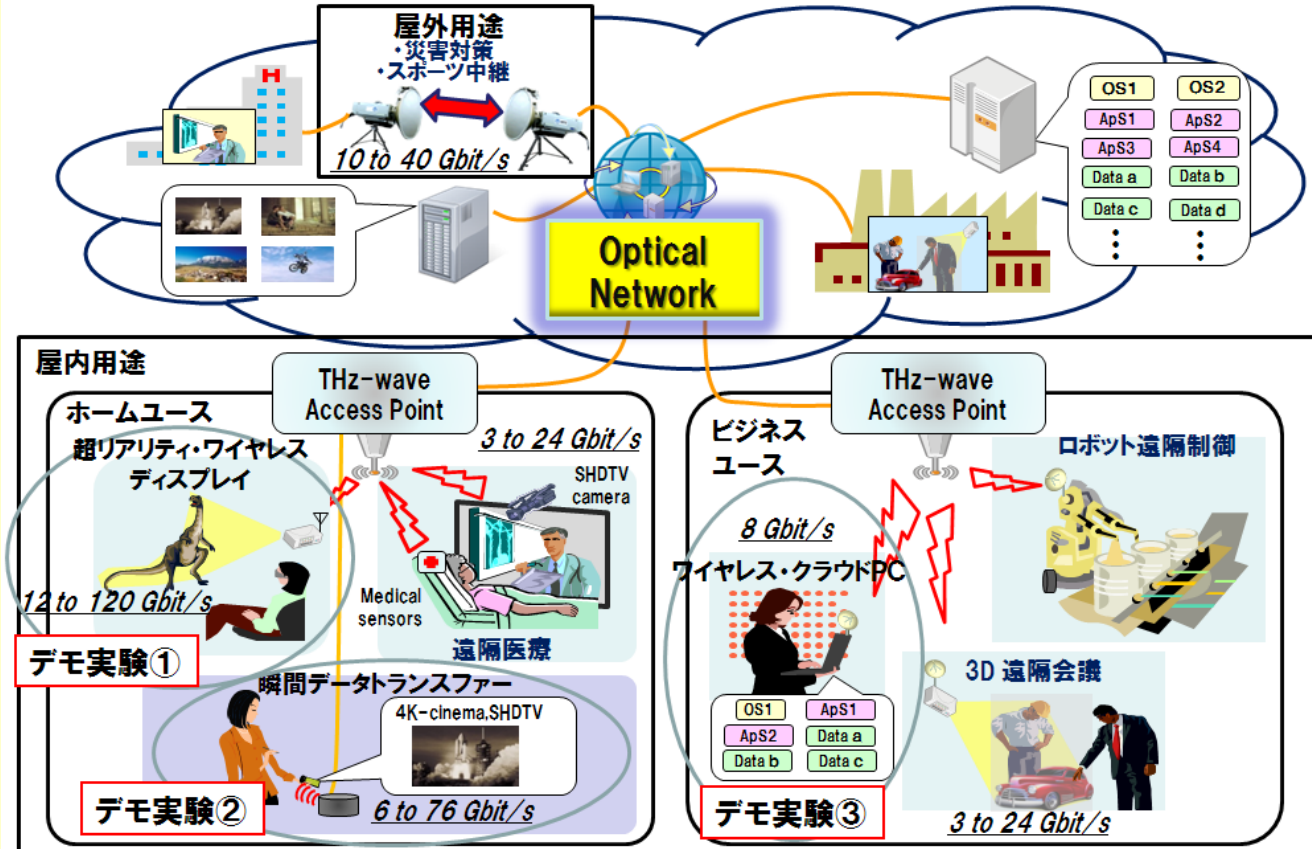 屋外用途
・災害対策
・スポーツ中継
10 to 40 Gbit/s
H
OS1
OS2
ApS1
ApS2
ApS3
ApS4
Data a
Data b
Data c
Data d
Optical
Network
屋内用途
THz-wave
Access Point
ホームユース
超リアリティ・ワイヤレス
ディスプレイ
12 to 120 Gbit/s
デモ実験①
3 to 24 Gbit/s
SHDTV
camera
Medical
sensors
遠隔医療
瞬間データトランスファー
4K-cinema,SHDTV
6 to 76 Gbit/s
デモ実験②
THz-wave
Access Point
ビジネス
ユース
8 Gbit/s
ワイヤレス・クラウドPC
OS1
ApS1
ApS2
Data a
Data b
Data c
デモ実験③
ロボット遠隔制御
3D 遠隔会議
3 to 24 Gbit/s